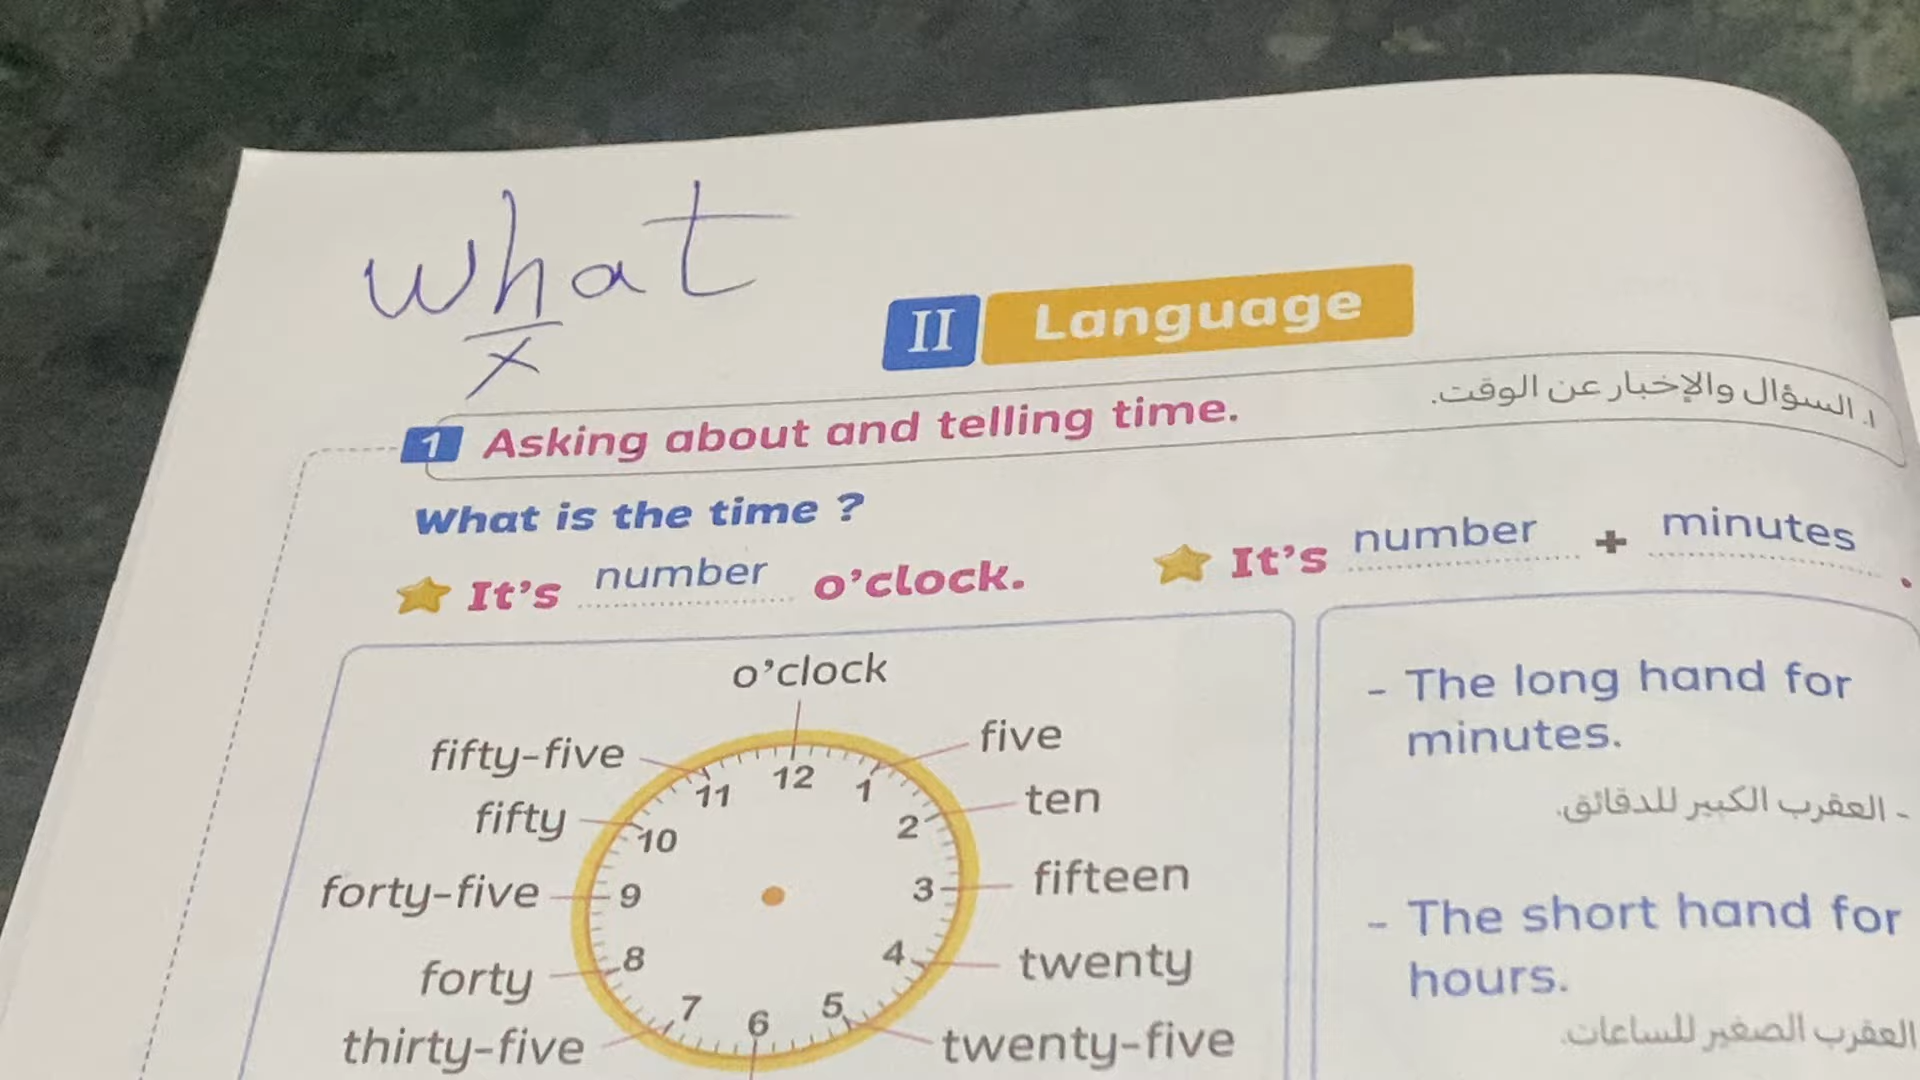 what
x
II Language
1 Asking about and telling time.
١. السؤال والإخبار عن الوقت.
What is the time ?
It's number o'clock.
It's number + minutes .
o'clock
fifty-five
five
11 12 1
fifty
ten
10 2
forty-five
fifteen
9 3
forty
twenty
8 4
7 6 5
thirty-five
twenty-five
- The long hand for
minutes.
- العقرب الكبير للدقائق.
- The short hand for
hours.
العقرب الصغير للساعات.